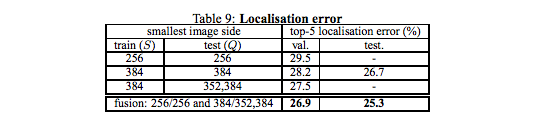 Table 9: Localisation error
smallest image side top-5 localisation error (%)
train (S) test (Q) val. test.
256 256 29.5 -
384 384 28.2 26.7
384 352,384 27.5 -
fusion: 256/256 and 384/352,384 26.9 25.3